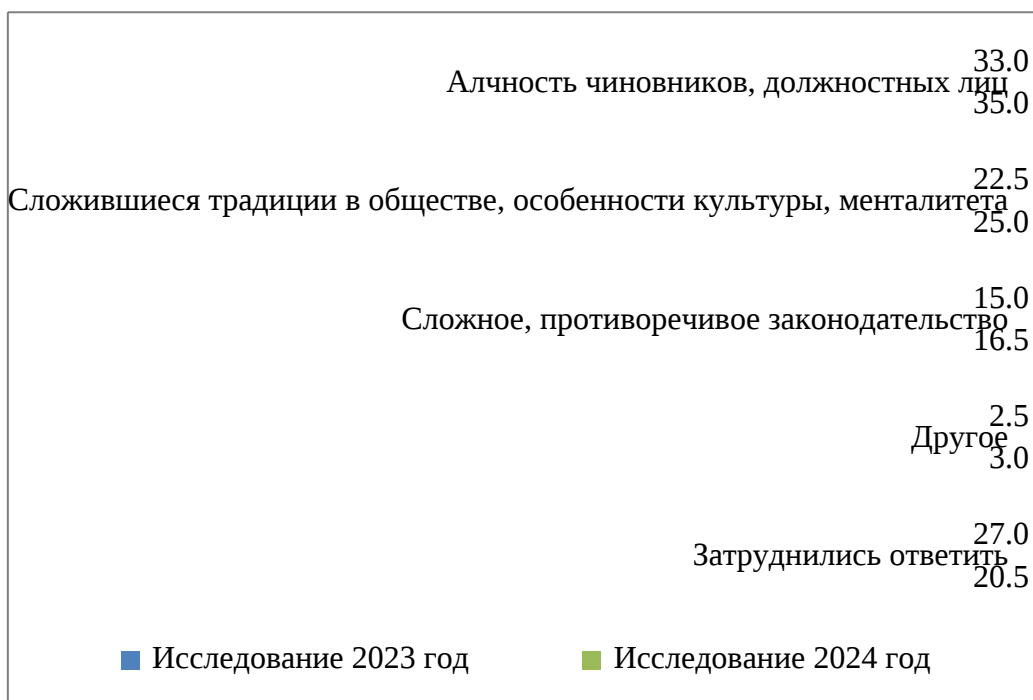 33.0
Алчность чиновников, должностных лиц
35.0
22.5
Сложившиеся традиции в обществе, особенности культуры, менталитета
25.0
15.0
Сложное, противоречивое законодательство
16.5
2.5
Другое
3.0
27.0
Затруднились ответить
20.5
Исследование 2023 год Исследование 2024 год